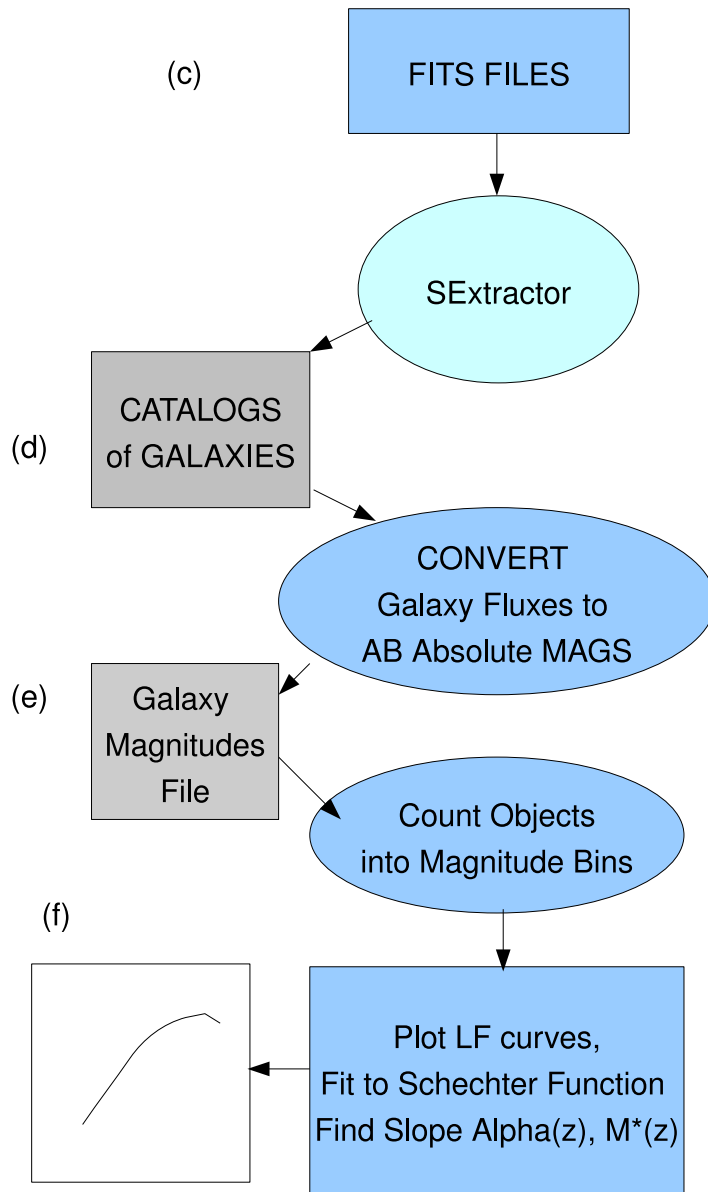 (c)
FITS FILES
SExtractor
CATALOGS
of GALAXIES
(d)
CONVERT
Galaxy Fluxes to
AB Absolute MAGS
(e)
Galaxy
Magnitudes
File
Count Objects
into Magnitude Bins
(f)
Plot LF curves,
Fit to Schechter Function
Find Slope Alpha(z), M*(z)